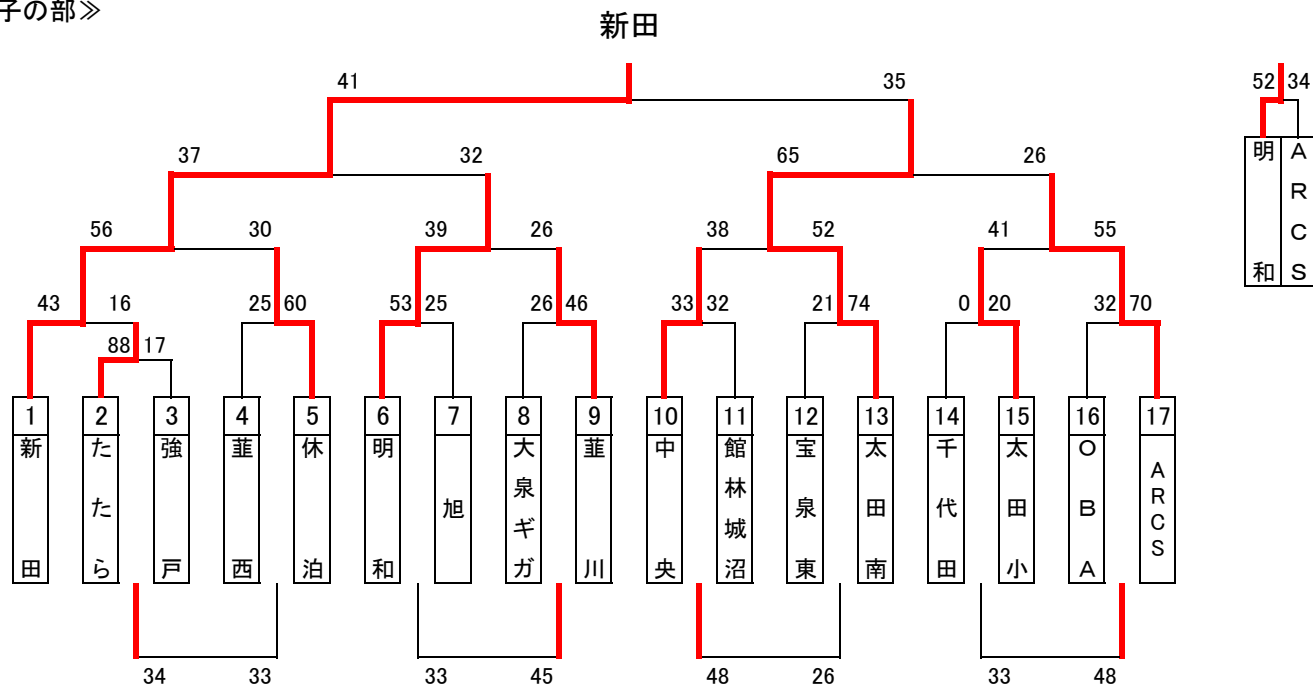 子の部≫
新田
41 35
52 34
37 32 65 26
明和 ARCS
56 30 39 26 38 52 41 55
43 16 25 60 53 25 26 46 33 32 21 74 0 20 32 70
88 17
1 2 3 4 5 6 7 8 9 10 11 12 13 14 15 16 17
新田 たたら 強戸 韮西 休泊 明和 旭 大泉ギガ 韮川 中央 館林城沼 宝泉東 太田南 千代田 太田小 OBA ARCS
34 33 33 45 48 26 33 48